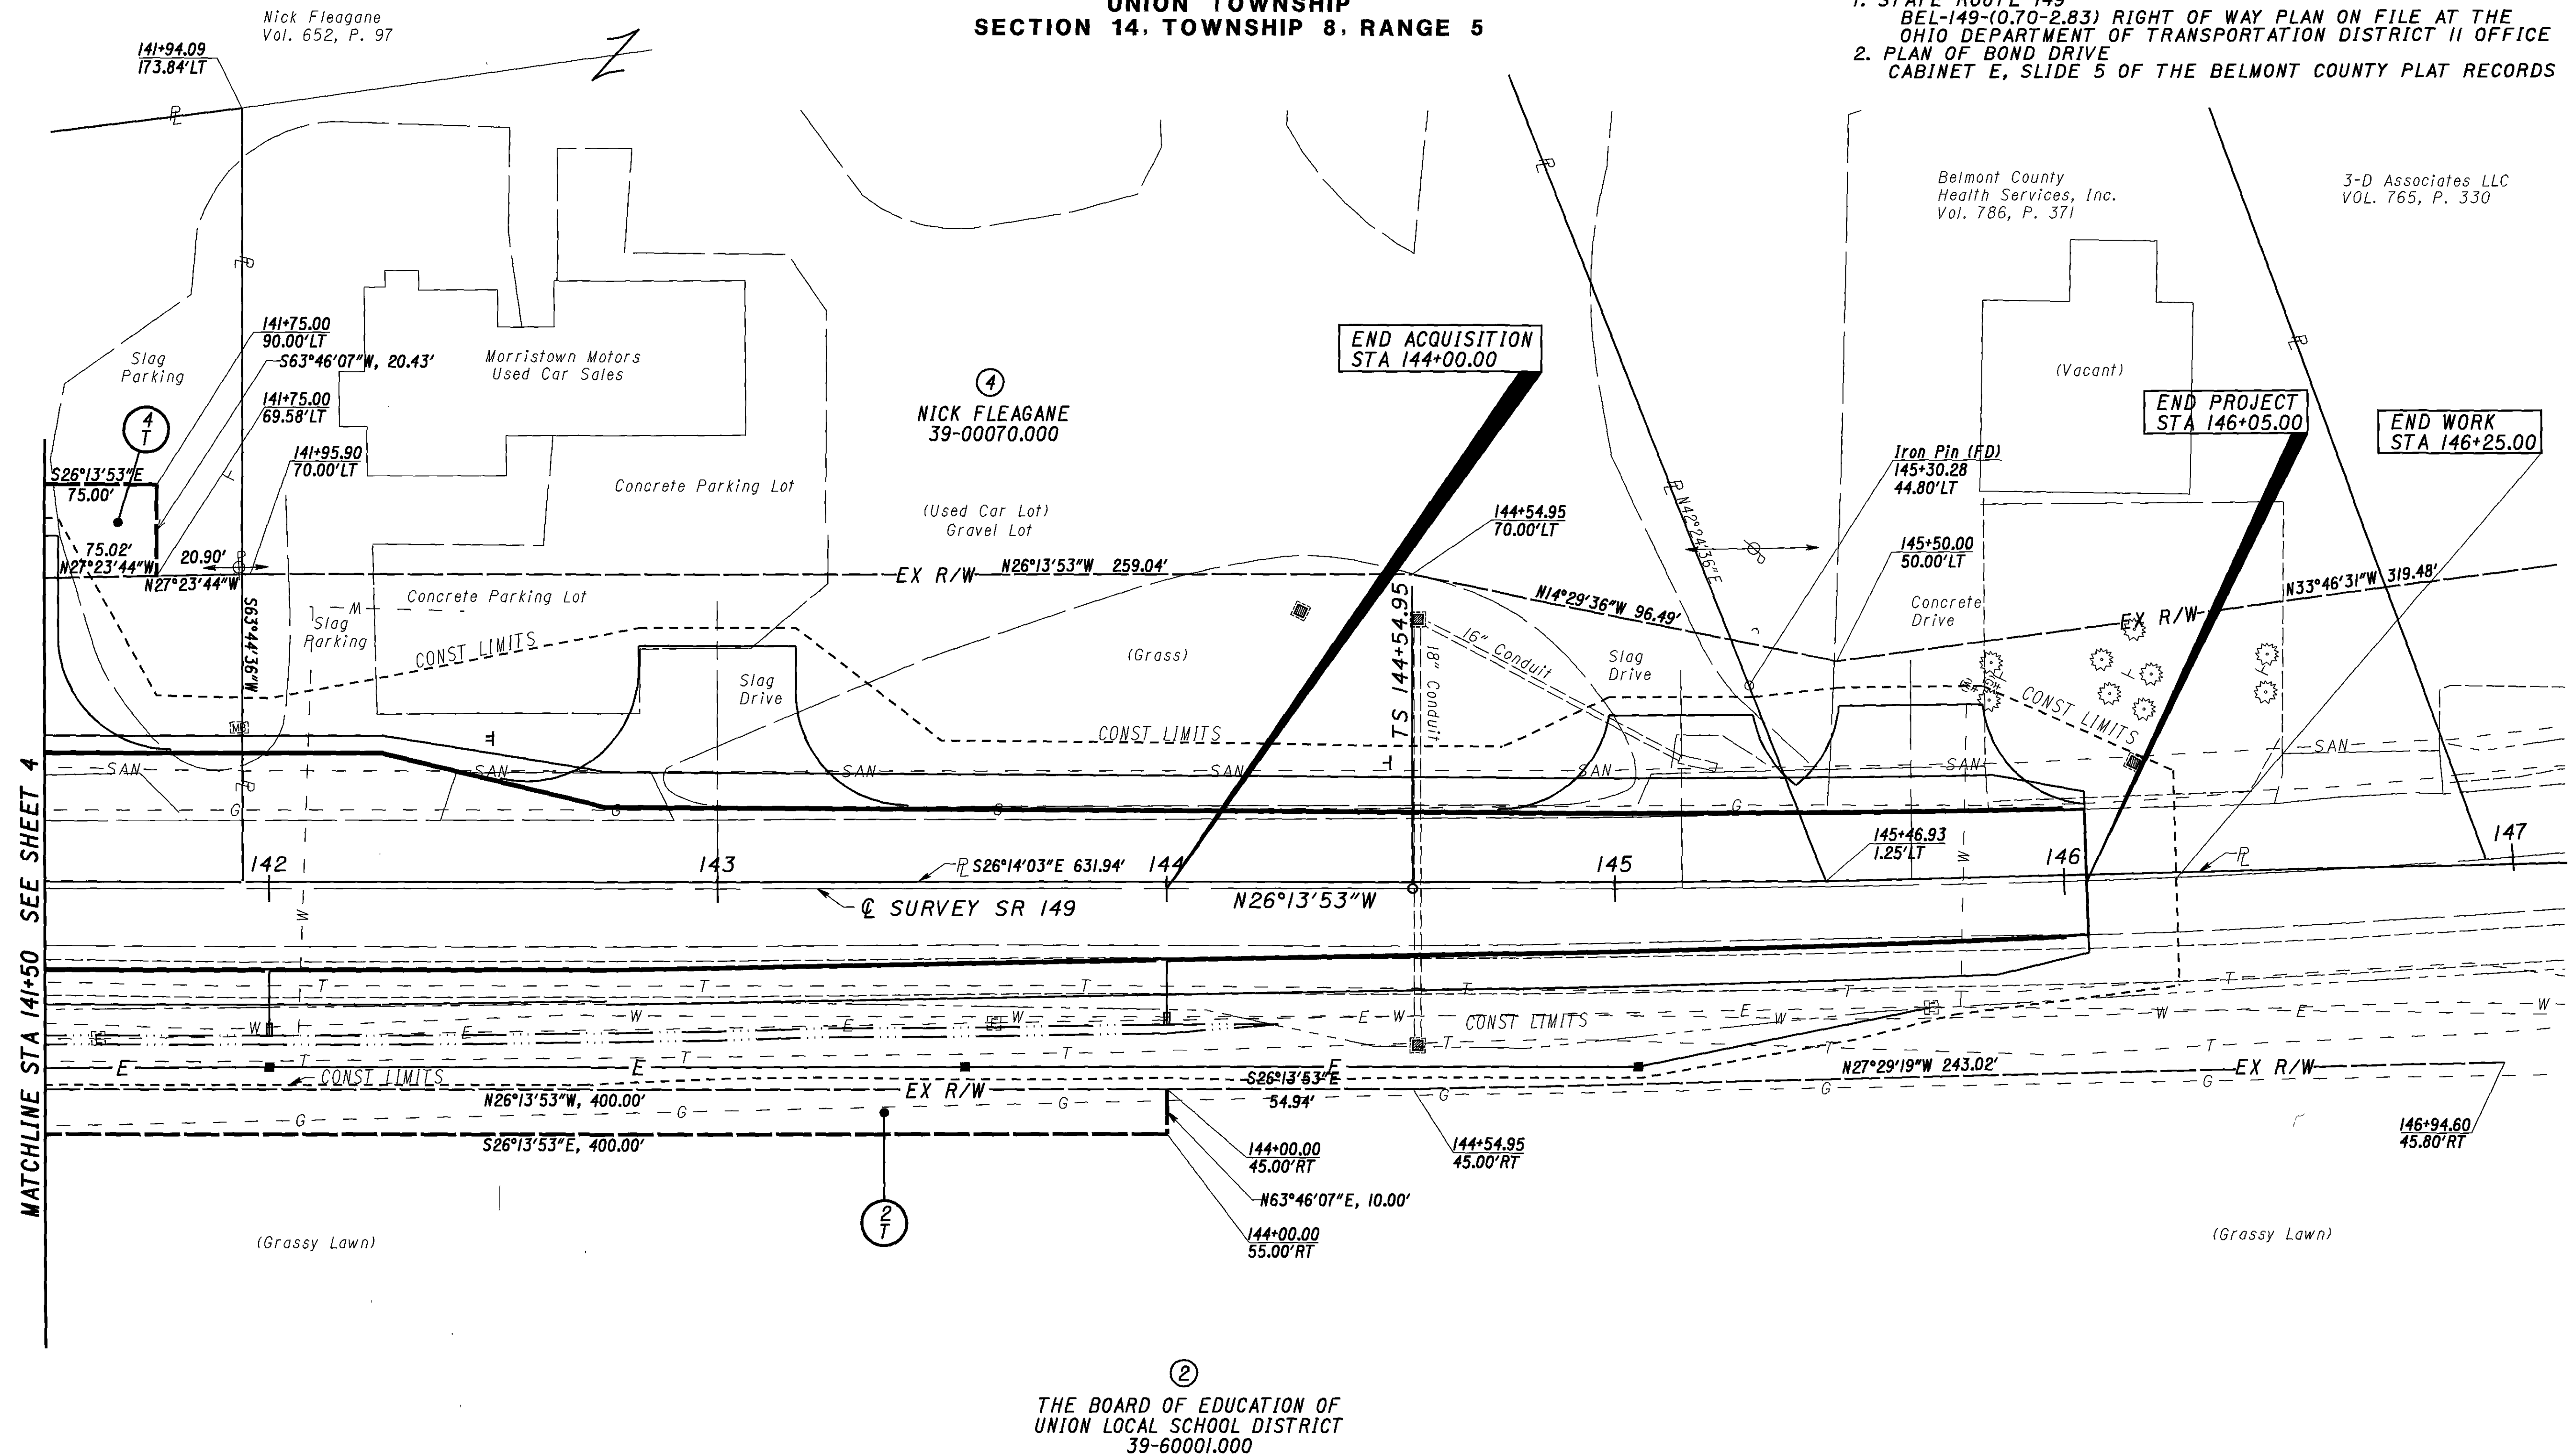 UNION TOWNSHIP
SECTION 14, TOWNSHIP 8, RANGE 5
1. STATE ROUTE 149
BEL-149-(0.70-2.83) RIGHT OF WAY PLAN ON FILE AT THE
OHIO DEPARTMENT OF TRANSPORTATION DISTRICT 11 OFFICE
2. PLAN OF BOND DRIVE
CABINET E, SLIDE 5 OF THE BELMONT COUNTY PLAT RECORDS
Nick Fleagane
Vol. 652, P. 97
141+94.09
173.84'LT
PL
Z
PL
PL
Belmont County
Health Services, Inc.
Vol. 786, P. 371
3-D Associates LLC
VOL. 765, P. 330
Slag
Parking
141+75.00
90.00'LT
S63°46'07"W, 20.43'
141+75.00
69.58'LT
141+95.90
70.00'LT
4
T
Morristown Motors
Used Car Sales
4
NICK FLEAGANE
39-00070.000
END ACQUISITION
STA 144+00.00
(Vacant)
PL
END PROJECT
STA 146+05.00
END WORK
STA 146+25.00
S26°13'53"E
75.00'
75.02'
N27°23'44"W
20.90'
N27°23'44"W
Concrete Parking Lot
(Used Car Lot)
Gravel Lot
144+54.95
70.00'LT
PL N42°24'36"E
Iron Pin (FD)
145+30.28
44.80'LT
145+50.00
50.00'LT
EX R/W
N26°13'53"W 259.04'
N14°29'36"W 96.49'
N33°46'31"W 319.48'
EX R/W
Concrete Parking Lot
W
Slag
Parking
S63°44'36"W
CONST LIMITS
(Grass)
Slag
Drive
TS 144+54.95
18" Conduit
16" Conduit
Slag
Drive
Concrete
Drive
CONST LIMITS
CONST LIMITS
MB
PL
SAN
SAN
SAN
SAN
SAN
SAN
SAN
G
G
G
G
MATCHLINE STA 141+50 SEE SHEET 4
142
143
144
145
146
147
PL S26°14'03"E 631.94'
145+46.93
1.25'LT
PL
W
W
CL SURVEY SR 149
N26°13'53"W
T
T
T
T
T
T
W
W
W
E
E
E
W
CONST LIMITS
E
W
W
E
W
E
T
E
T
T
E
T
T
T
CONST LIMITS
S26°13'53"E
54.94'
N27°29'19"W 243.02'
EX R/W
N26°13'53"W, 400.00'
EX R/W
G
G
G
G
G
G
S26°13'53"E, 400.00'
144+00.00
45.00'RT
144+54.95
45.00'RT
146+94.60
45.80'RT
N63°46'07"E, 10.00'
144+00.00
55.00'RT
2
T
(Grassy Lawn)
(Grassy Lawn)
2
THE BOARD OF EDUCATION OF
UNION LOCAL SCHOOL DISTRICT
39-60001.000